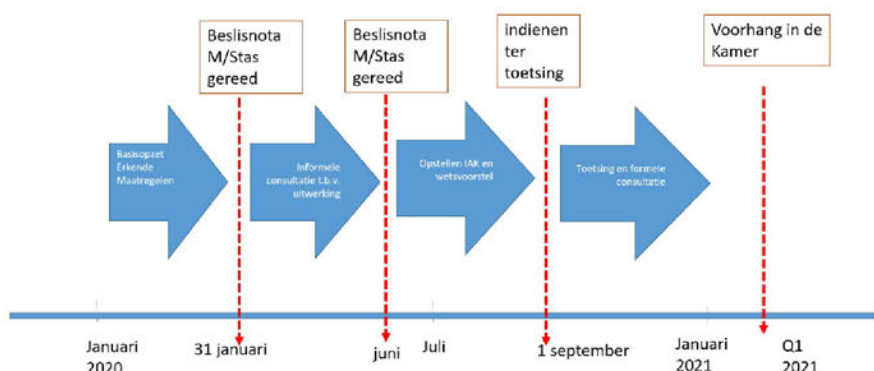 Beslisnota
M/Stas
gereed
Beslisnota
M/Stas
gereed
indienen
ter
toetsing
Voorhang in de
Kamer
Basisopzet
Erkende
Maatregelen
Informele
consultatie t.b.v.
uitwerking
Opstellen IAK en
wetsvoorstel
Toetsing en formele
consultatie
Januari
2020
31 januari
juni
Juli
1 september
Januari
2021
Q1
2021